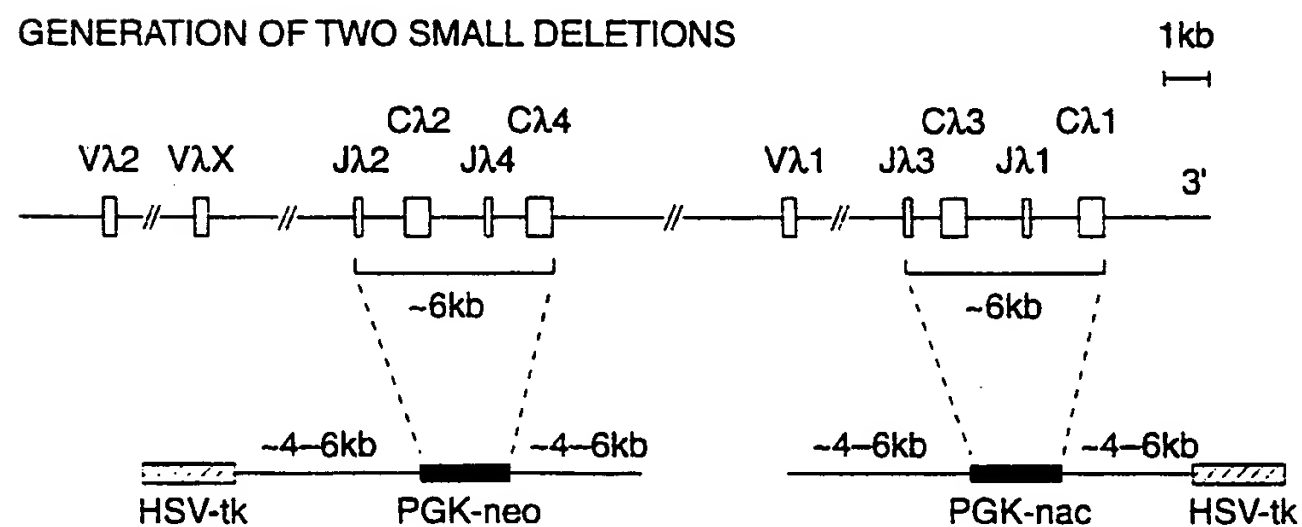 GENERATION OF TWO SMALL DELETIONS
1kb
Cλ2 Cλ4 Cλ3 Cλ1
Vλ2 VλX Jλ2 Jλ4 Vλ1 Jλ3 Jλ1 3'
~6kb ~6kb
~4–6kb ~4–6kb ~4–6kb ~4–6kb
HSV-tk PGK-neo PGK-nac HSV-tk